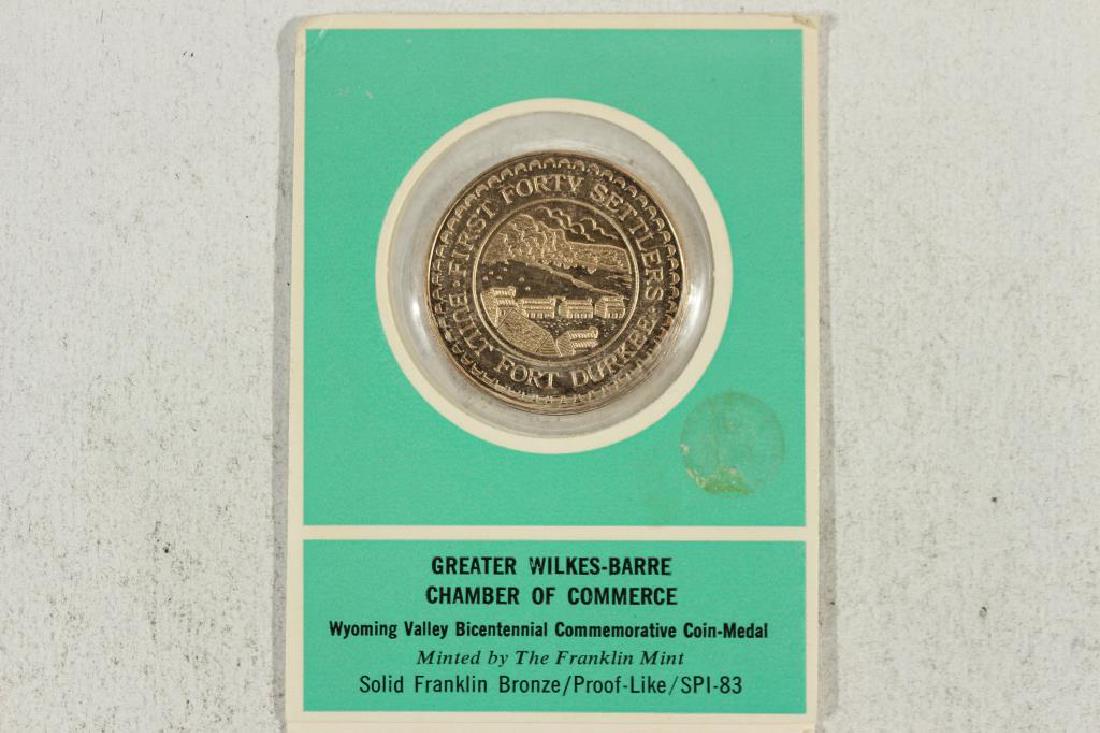 FIRST FORTY SETTLERS
BUILT FORT DURKEE
GREATER WILKES-BARRE
CHAMBER OF COMMERCE
Wyoming Valley Bicentennial Commemorative Coin-Medal
Minted by The Franklin Mint
Solid Franklin Bronze/Proof-Like/SPI-83